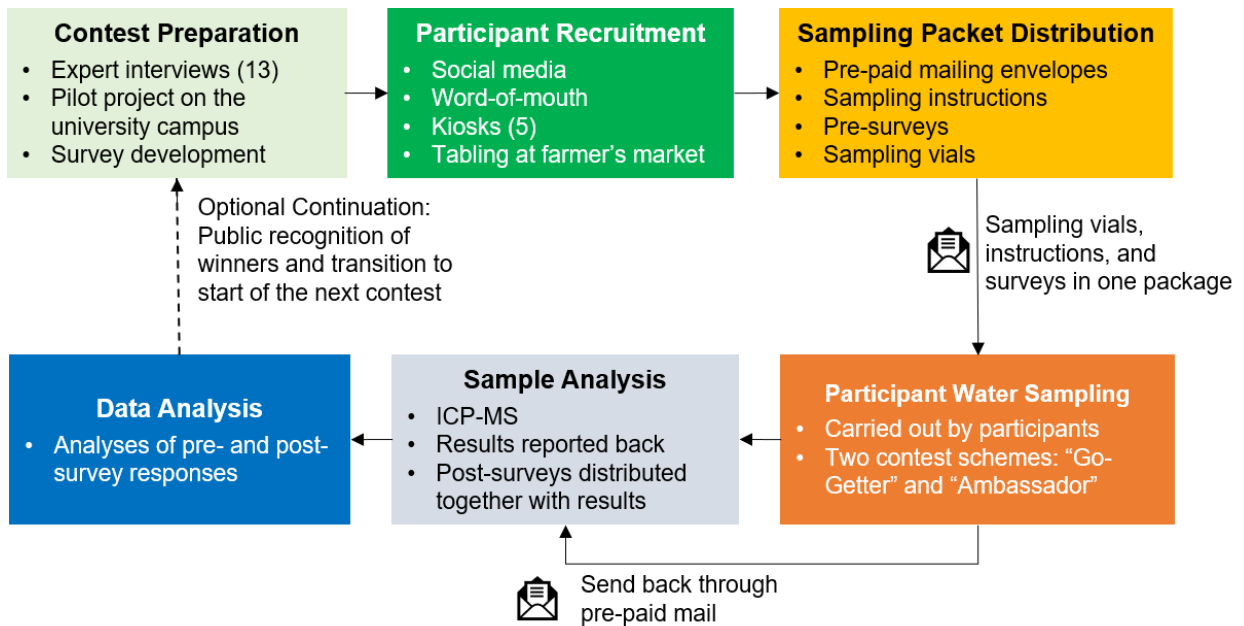 Contest Preparation
• Expert interviews (13)
• Pilot project on the
university campus
• Survey development
Participant Recruitment
• Social media
• Word-of-mouth
• Kiosks (5)
• Tabling at farmer’s market
Sampling Packet Distribution
• Pre-paid mailing envelopes
• Sampling instructions
• Pre-surveys
• Sampling vials
Optional Continuation:
Public recognition of
winners and transition to
start of the next contest
Sampling vials,
instructions, and
surveys in one package
Data Analysis
• Analyses of pre- and post-
survey responses
Sample Analysis
• ICP-MS
• Results reported back
• Post-surveys distributed
together with results
Participant Water Sampling
• Carried out by participants
• Two contest schemes: “Go-
Getter” and “Ambassador”
Send back through
pre-paid mail